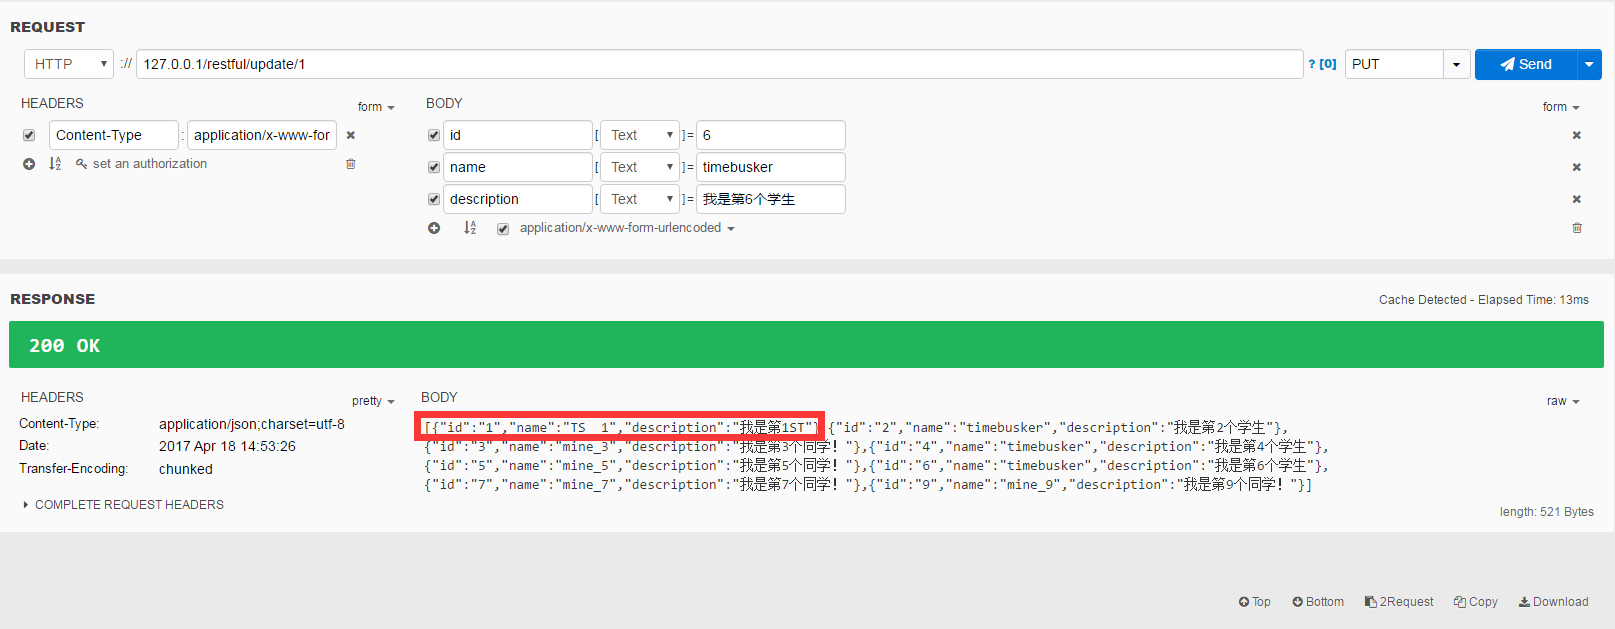 REQUEST
HTTP :// 127.0.0.1/restful/update/1 ? [0] PUT Send
HEADERS form BODY form
Content-Type : application/x-www-for id [ Text ]= 6
set an authorization name [ Text ]= timebusker
description [ Text ]= 我是第6个学生
application/x-www-form-urlencoded
RESPONSE Cache Detected - Elapsed Time: 13ms
200 OK
HEADERS pretty BODY raw
Content-Type: application/json;charset=utf-8
Date: 2017 Apr 18 14:53:26
Transfer-Encoding: chunked
COMPLETE REQUEST HEADERS
[{"id":"1","name":"TS  1","description":"我是第1ST"},{"id":"2","name":"timebusker","description":"我是第2个学生"},
{"id":"3","name":"mine_3","description":"我是第3个同学！"},{"id":"4","name":"timebusker","description":"我是第4个学生"},
{"id":"5","name":"mine_5","description":"我是第5个同学！"},{"id":"6","name":"timebusker","description":"我是第6个学生"},
{"id":"7","name":"mine_7","description":"我是第7个同学！"},{"id":"9","name":"mine_9","description":"我是第9个同学！"}]
length: 521 Bytes
Top Bottom 2Request Copy Download